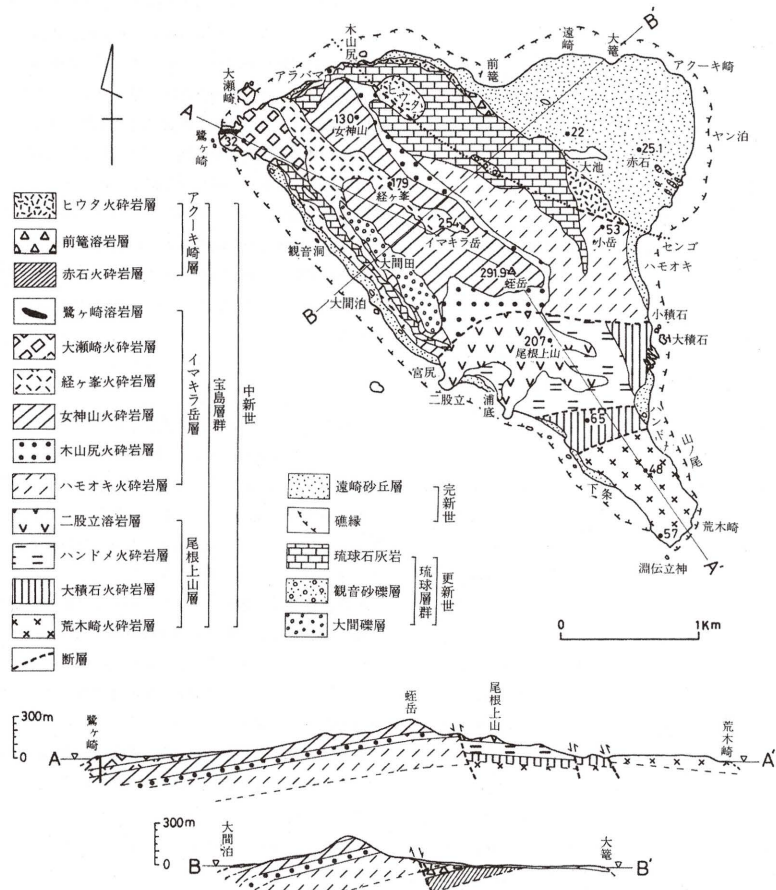 木山尻
大瀬崎
アラバマ
前篭
遠崎
大篭
B′
アクーキ崎
A
鷺ヶ崎
32
ヒウタ
130
女神山
22
25.1
赤石
ヤン泊
大池
179
経ヶ峯
254
イマキラ岳
53
小岳
センゴ
ハモオキ
観音洞
大間田
大間泊
B
291.9
蛭岳
小積石
大積石
207
尾根上山
宮尻
二股立
浦底
65
ハンドメ
山ノ尾
48
下条
荒木崎
57
淵伝立神
A′
0 1Km
ヒウタ火砕岩層
前篭溶岩層
赤石火砕岩層
アクーキ崎層
鷺ヶ崎溶岩層
大瀬崎火砕岩層
経ヶ峯火砕岩層
女神山火砕岩層
木山尻火砕岩層
ハモオキ火砕岩層
イマキラ岳層
二股立溶岩層
ハンドメ火砕岩層
大積石火砕岩層
荒木崎火砕岩層
尾根上山層
断層
宝島層群
中新世
遠崎砂丘層
礁縁
完新世
琉球石灰岩
観音砂礫層
大間礫層
琉球層群
更新世
300m
0
A
鷺ヶ崎
蛭岳
尾根上山
荒木崎
A′
300m
0
B
大間泊
大篭
B′